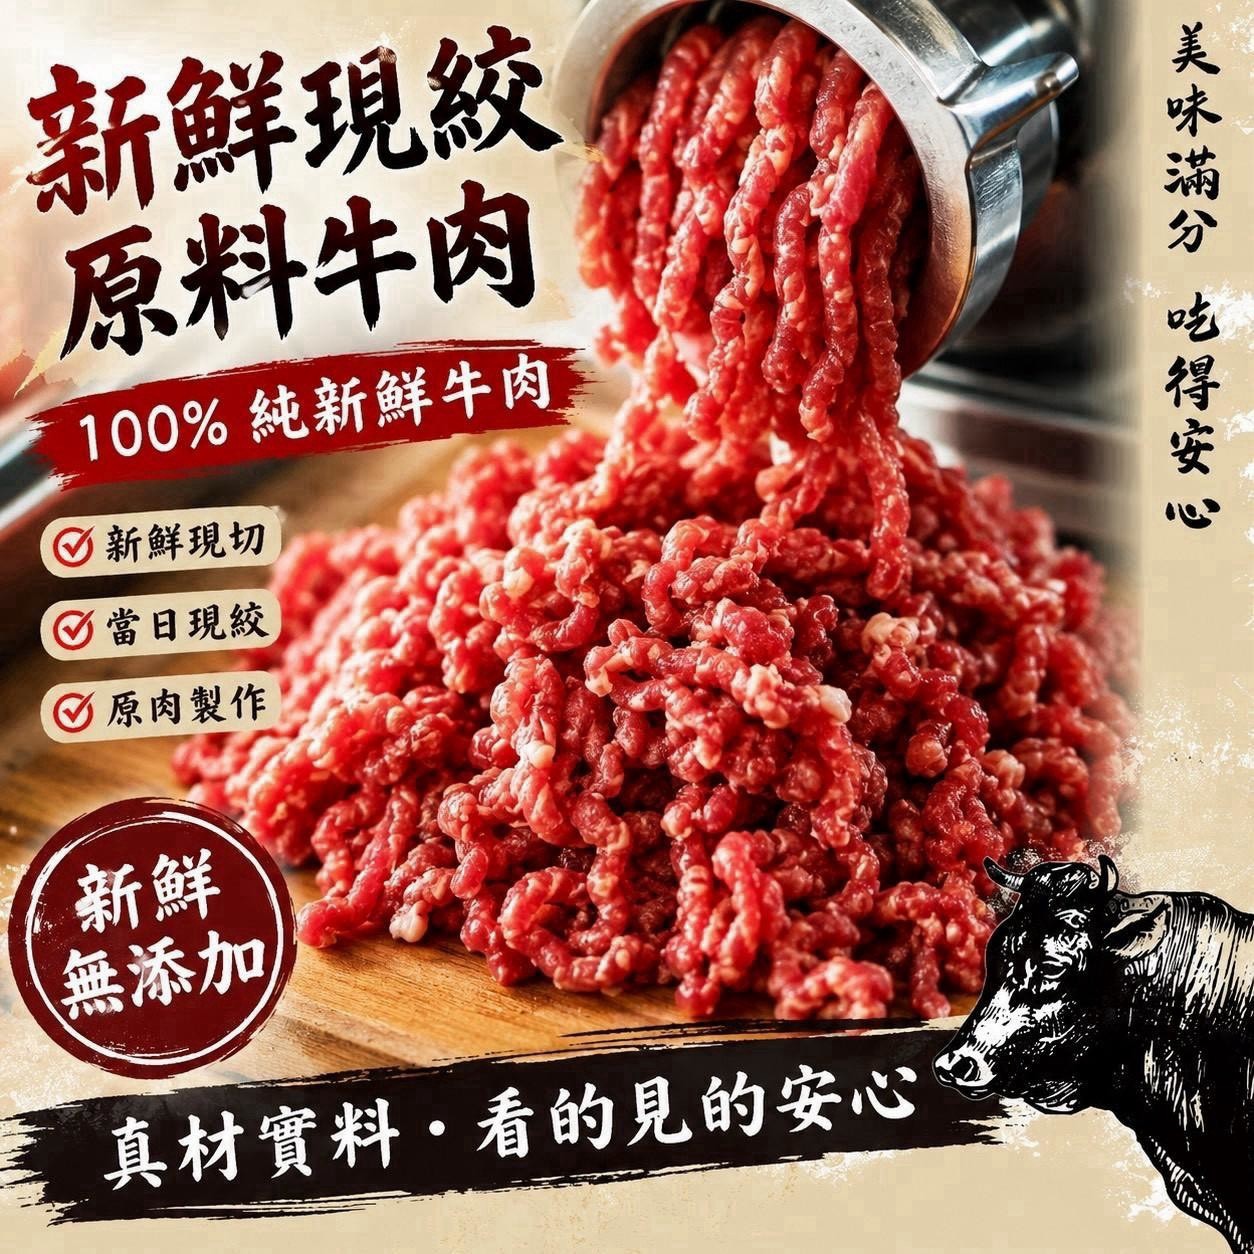 新鮮現絞
原料牛肉
100% 純新鮮牛肉
新鮮現切
當日現絞
原肉製作
新鮮
無添加
真材實料・看的見的安心
美味滿分 吃得安心